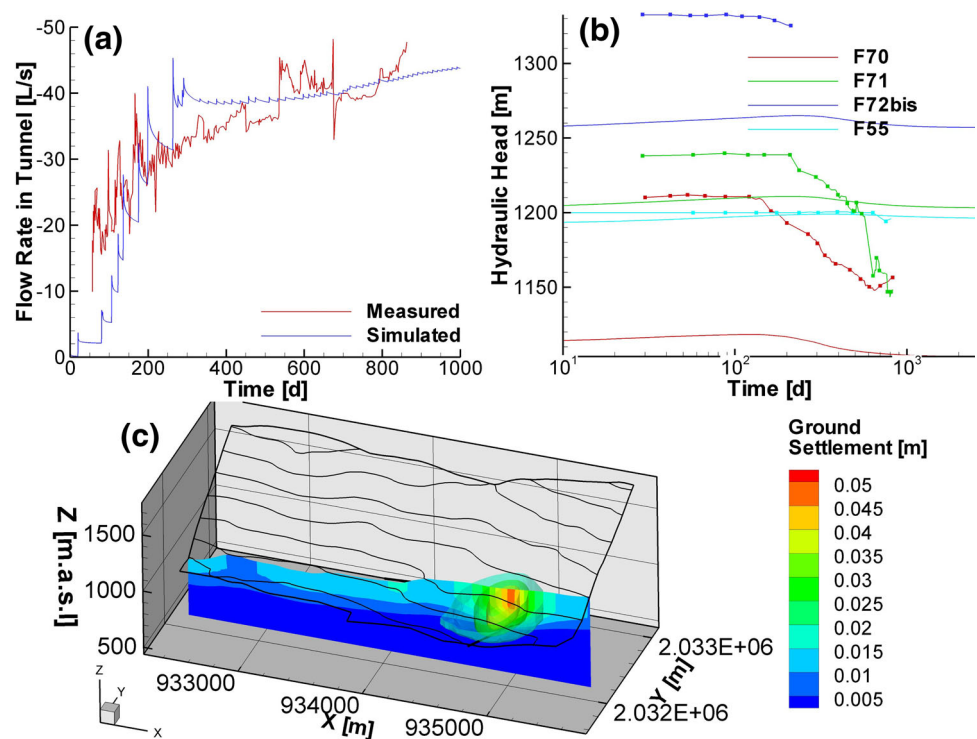 (a)
Flow Rate in Tunnel [L/s]
-50
-40
-30
-20
-10
0
0
200
400
600
800
1000
Time [d]
Measured
Simulated
(b)
Hydraulic Head [m]
1300
1250
1200
1150
10¹
10²
10³
Time [d]
F70
F71
F72bis
F55
(c)
Z [m.a.s.l]
1500
1000
500
933000
934000
935000
X [m]
2.033E+06
2.032E+06
Y [m]
Z
Y
X
Ground
Settlement [m]
0.05
0.045
0.04
0.035
0.03
0.025
0.02
0.015
0.01
0.005